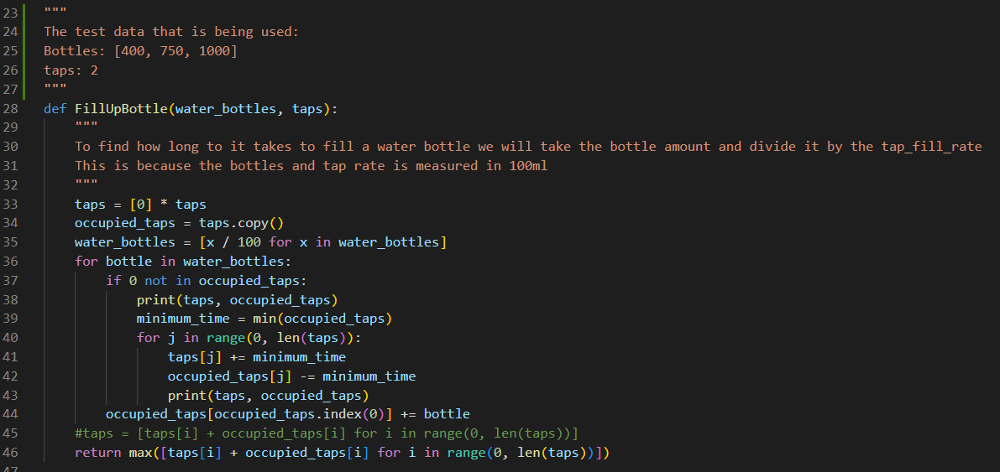 23 """
24 The test data that is being used:
25 Bottles: [400, 750, 1000]
26 taps: 2
27 """
28 def FillUpBottle(water_bottles, taps):
29     """
30     To find how long to it takes to fill a water bottle we will take the bottle amount and divide it by the tap_fill_rate
31     This is because the bottles and tap rate is measured in 100ml
32     """
33     taps = [0] * taps
34     occupied_taps = taps.copy()
35     water_bottles = [x / 100 for x in water_bottles]
36     for bottle in water_bottles:
37         if 0 not in occupied_taps:
38             print(taps, occupied_taps)
39             minimum_time = min(occupied_taps)
40             for j in range(0, len(taps)):
41                 taps[j] += minimum_time
42                 occupied_taps[j] -= minimum_time
43                 print(taps, occupied_taps)
44         occupied_taps[occupied_taps.index(0)] += bottle
45     #taps = [taps[i] + occupied_taps[i] for i in range(0, len(taps))]
46     return max([taps[i] + occupied_taps[i] for i in range(0, len(taps))])
47